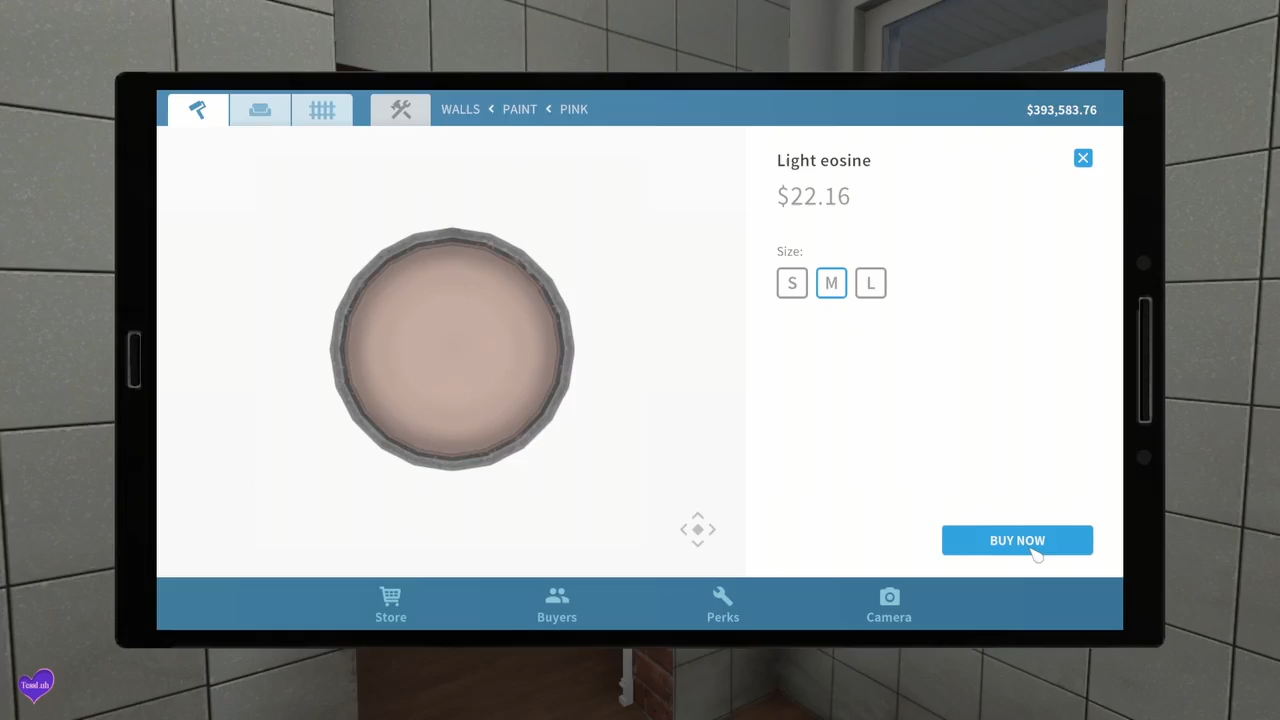 WALLS < PAINT < PINK
$393,583.76
Light eosine
$22.16
Size:
S M L
BUY NOW
Store
Buyers
Perks
Camera